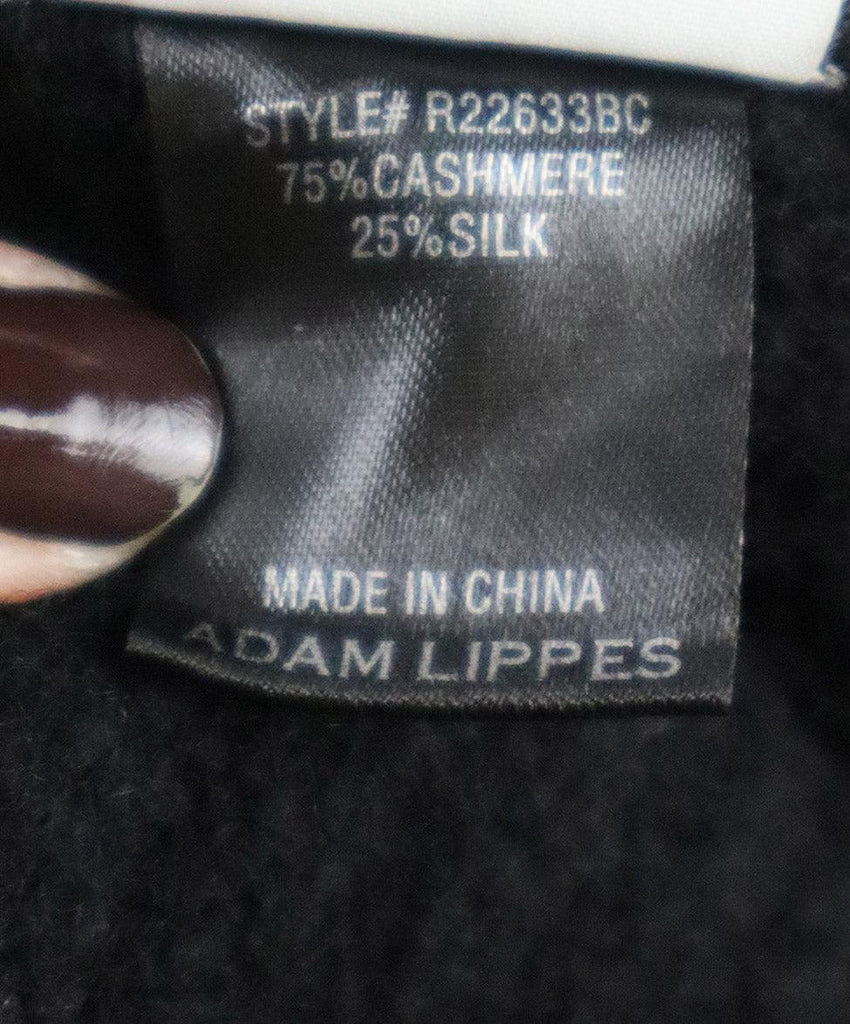 STYLE# R22633BC
75%CASHMERE
25%SILK
MADE IN CHINA
ADAM LIPPES